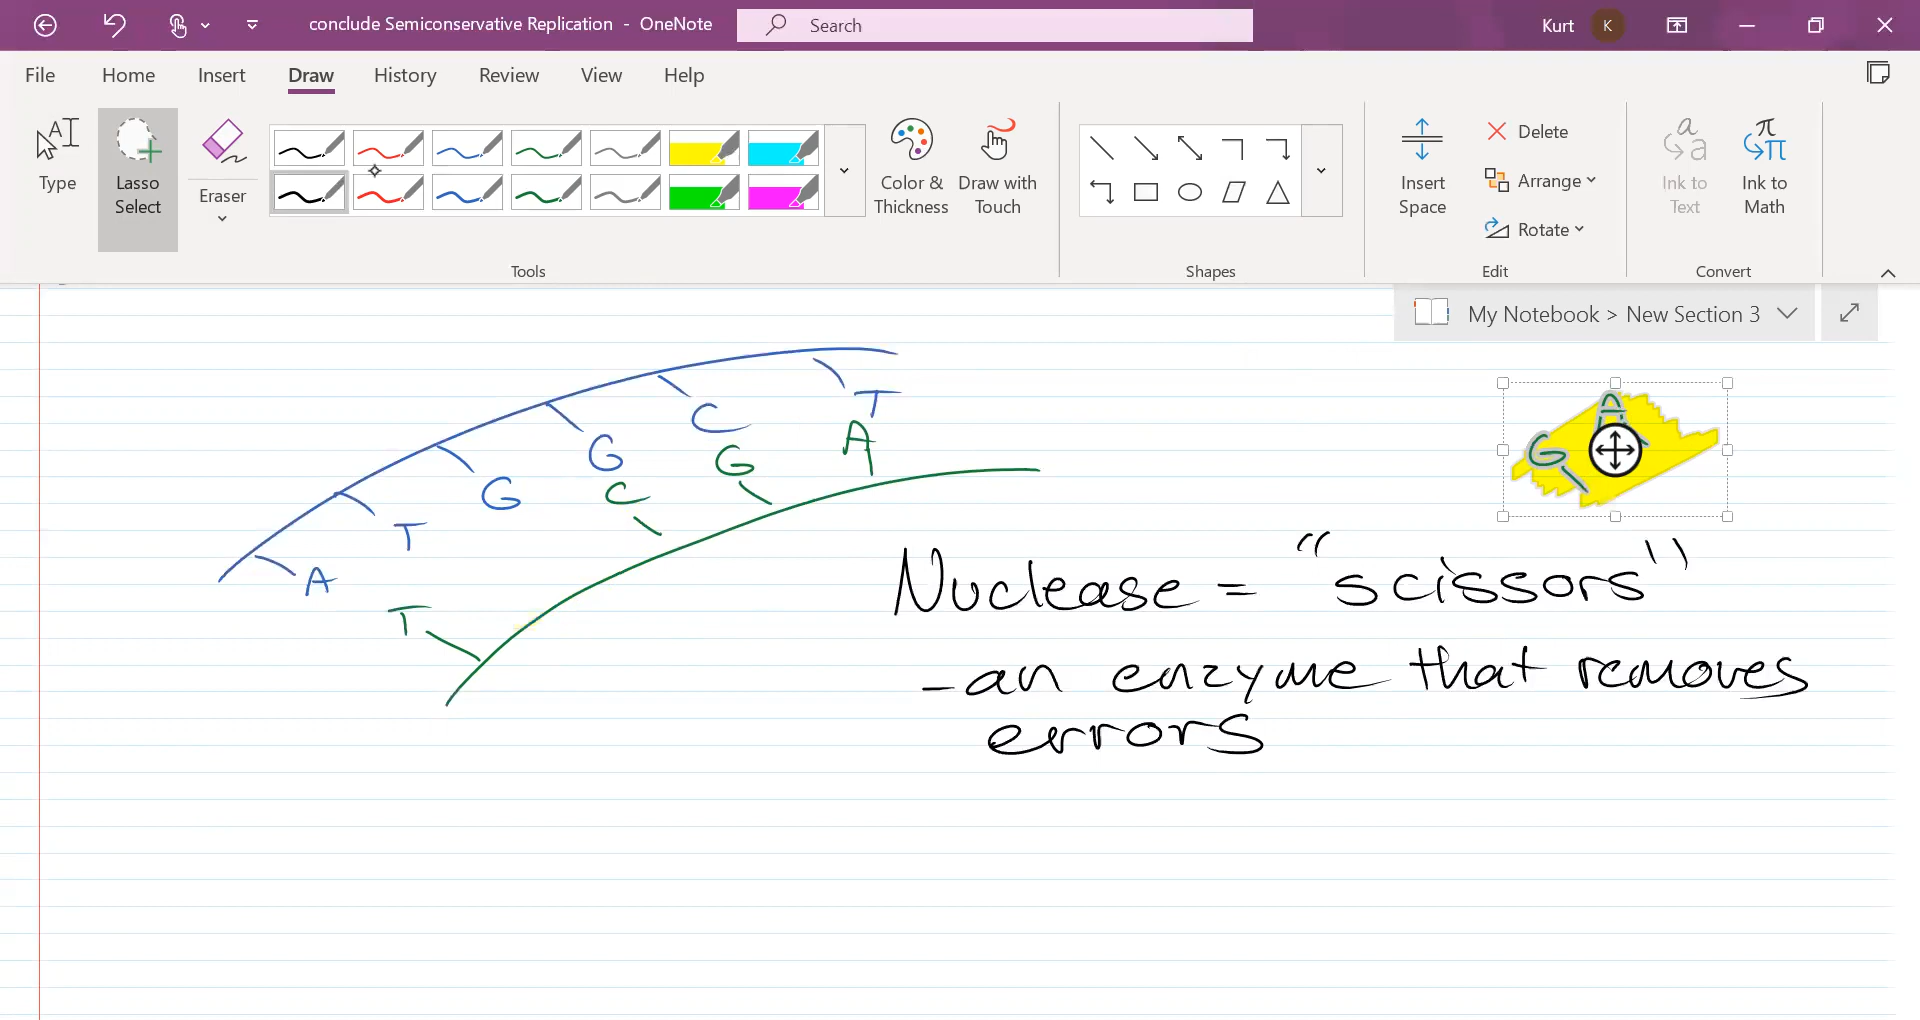 conclude Semiconservative Replication - OneNote
Search
Kurt K
File Home Insert Draw History Review View Help
Type
Lasso Select
Eraser
Color & Thickness
Draw with Touch
Insert Space
Delete
Arrange
Rotate
Ink to Text
Ink to Math
Tools Shapes Edit Convert
My Notebook > New Section 3
T
C
G
G
T
A
A
G
C
T
A
G
Nuclease = "scissors"
- an enzyme that removes
errors